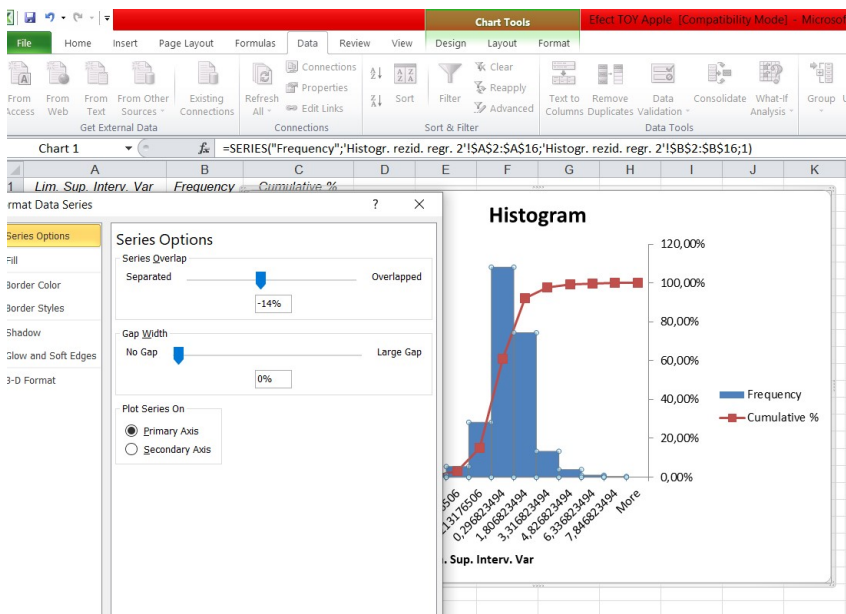 Chart Tools
Efect TOY Apple [Compatibility Mode] - Microsof
File Home Insert Page Layout Formulas Data Review View Design Layout Format
Connections
Properties
Edit Links
Clear
Reapply
Advanced
From Access
From Web
From Text
From Other Sources
Existing Connections
Refresh All
Sort
Filter
Text to Columns
Remove Duplicates
Data Validation
Consolidate
What-If Analysis
Group
Get External Data
Connections
Sort & Filter
Data Tools
Chart 1 fx =SERIES("Frequency";'Histogr. rezid. regr. 2'!$A$2:$A$16;'Histogr. rezid. regr. 2'!$B$2:$B$16;1)
A B C D E F G H I J K
1 Lim. Sup. Interv. Var Frequency Cumulative %
rmat Data Series ? ×
Series Options
Fill
Border Color
Border Styles
Shadow
Glow and Soft Edges
3-D Format
Series Options
Series Overlap
Separated Overlapped
-14%
Gap Width
No Gap Large Gap
0%
Plot Series On
Primary Axis
Secondary Axis
Histogram
120,00%
100,00%
80,00%
60,00%
40,00%
20,00%
0,00%
Frequency
Cumulative %
0,296823494
1,806823494
3,316823494
4,826823494
6,336823494
7,846823494
More
. Sup. Interv. Var